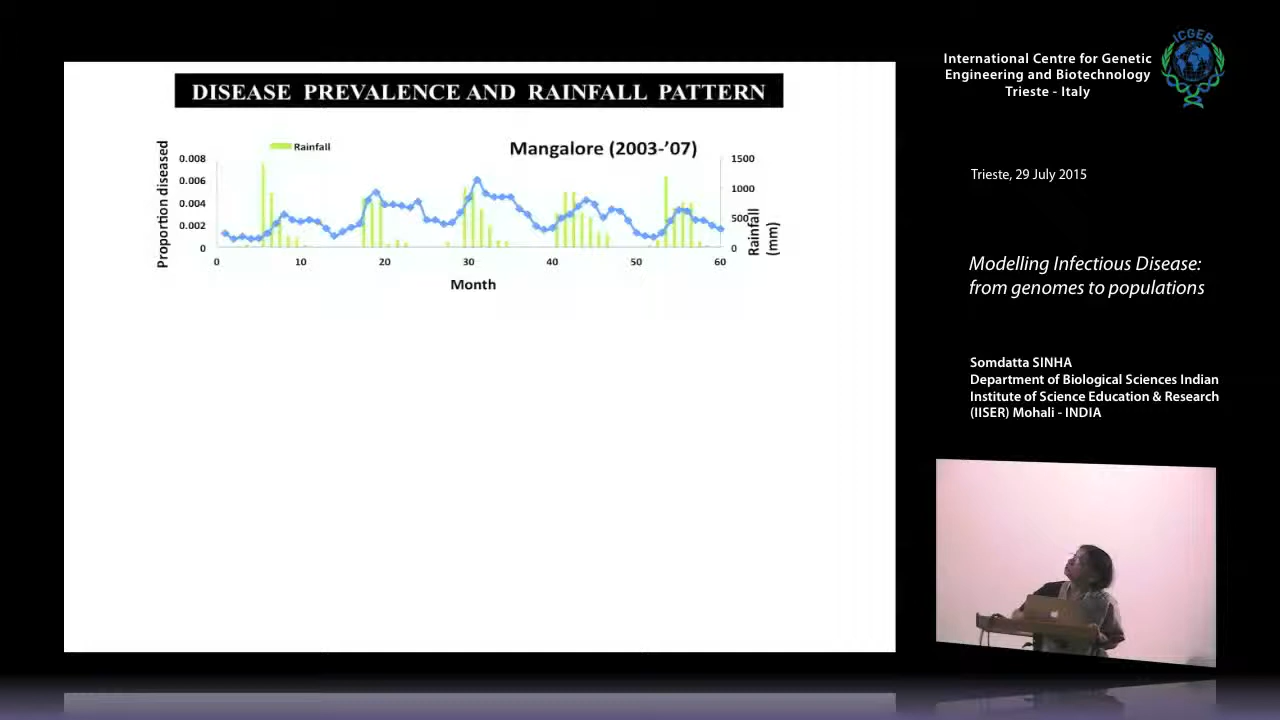 DISEASE PREVALENCE AND RAINFALL PATTERN
Rainfall
Mangalore (2003-’07)
Proportion diseased
0.008
0.006
0.004
0.002
0
1500
1000
500
0
Rainfall
(mm)
0 10 20 30 40 50 60
Month
ICGEB
International Centre for Genetic
Engineering and Biotechnology
Trieste - Italy
Trieste, 29 July 2015
Modelling Infectious Disease:
from genomes to populations
Somdatta SINHA
Department of Biological Sciences Indian
Institute of Science Education & Research
(IISER) Mohali - INDIA